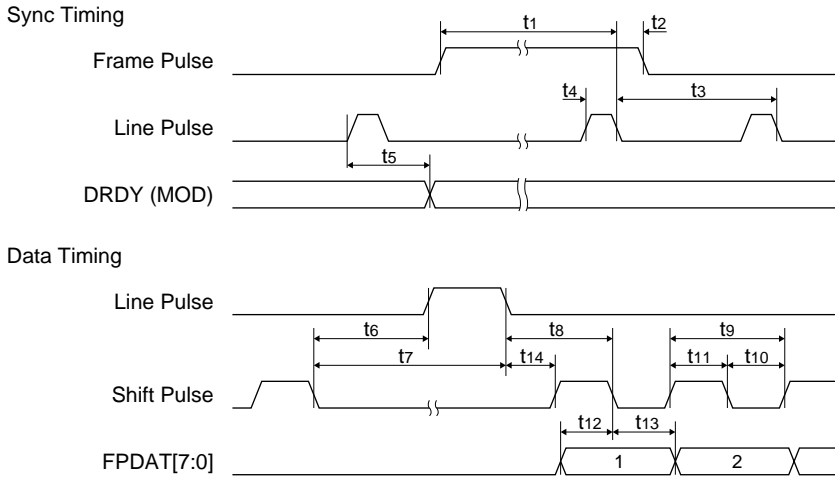 Sync Timing
t1 t2
Frame Pulse
t4 t3
Line Pulse
t5
DRDY (MOD)
Data Timing
Line Pulse
t6 t8 t9
t7 t14 t11 t10
Shift Pulse
t12 t13
FPDAT[7:0] 1 2